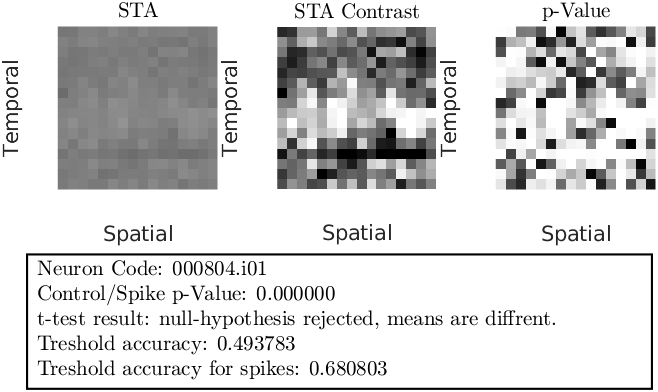 STA
STA Contrast
p-Value
Temporal
Temporal
Temporal
Spatial
Spatial
Spatial
Neuron Code: 000804.i01
Control/Spike p-Value: 0.000000
t-test result: null-hypothesis rejected, means are diffrent.
Treshold accuracy: 0.493783
Treshold accuracy for spikes: 0.680803